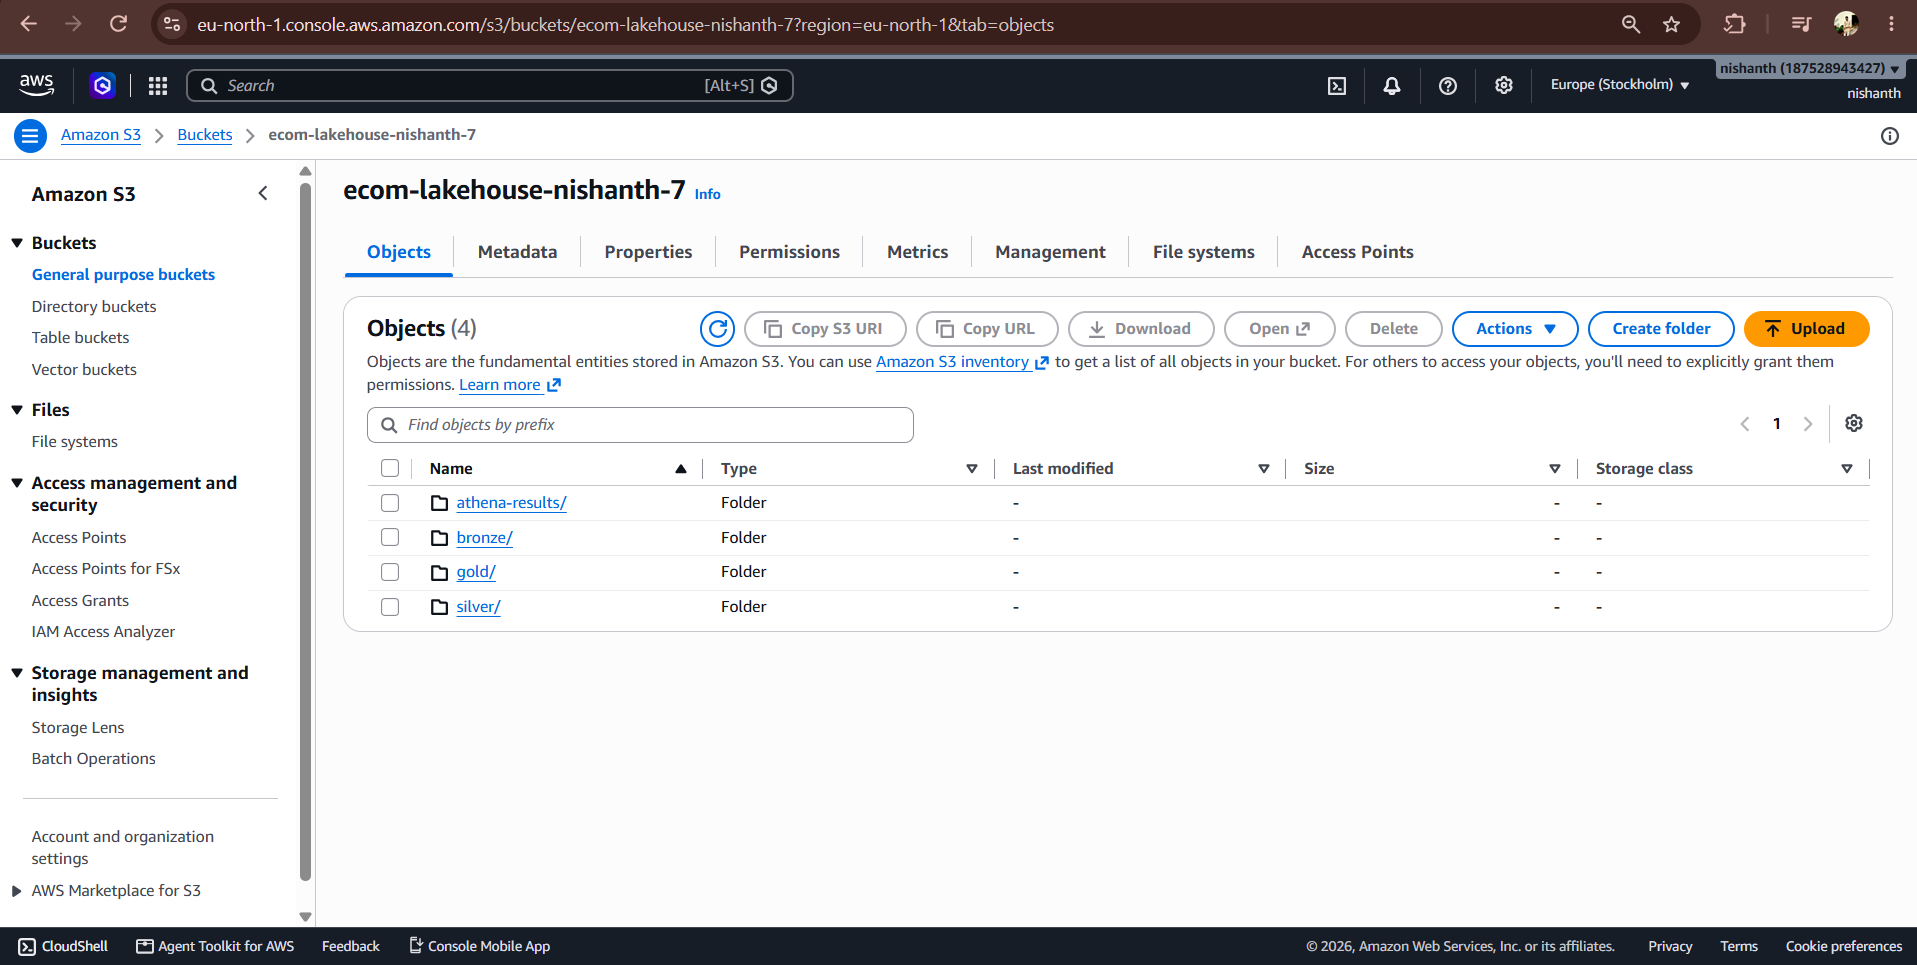 eu-north-1.console.aws.amazon.com/s3/buckets/ecom-lakehouse-nishanth-7?region=eu-north-1&tab=objects
aws
Search
[Alt+S]
Europe (Stockholm)
nishanth (187528943427)
nishanth
Amazon S3
Buckets
ecom-lakehouse-nishanth-7
Amazon S3
Buckets
General purpose buckets
Directory buckets
Table buckets
Vector buckets
Files
File systems
Access management and
security
Access Points
Access Points for FSx
Access Grants
IAM Access Analyzer
Storage management and
insights
Storage Lens
Batch Operations
Account and organization
settings
AWS Marketplace for S3
ecom-lakehouse-nishanth-7 Info
Objects Metadata Properties Permissions Metrics Management File systems Access Points
Objects (4)
Copy S3 URI Copy URL Download Open Delete Actions Create folder Upload
Objects are the fundamental entities stored in Amazon S3. You can use Amazon S3 inventory to get a list of all objects in your bucket. For others to access your objects, you'll need to explicitly grant them
permissions. Learn more
Find objects by prefix
1
Name Type Last modified Size Storage class
athena-results/ Folder - - -
bronze/ Folder - - -
gold/ Folder - - -
silver/ Folder - - -
CloudShell Agent Toolkit for AWS Feedback Console Mobile App © 2026, Amazon Web Services, Inc. or its affiliates. Privacy Terms Cookie preferences